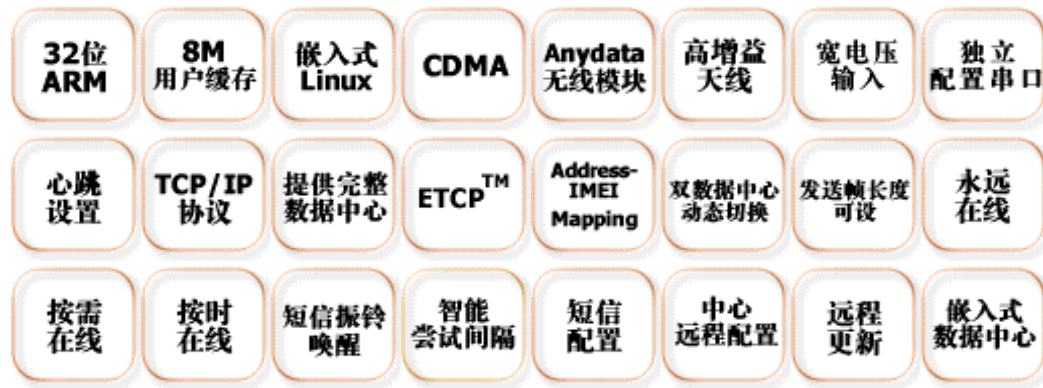 32位
ARM
8M
用户缓存
嵌入式
Linux
CDMA
Anydata
无线模块
高增益
天线
宽电压
输入
独立
配置串口
心跳
设置
TCP/IP
协议
提供完整
数据中心
ETCP™
Address-
IMEI
Mapping
双数据中心
动态切换
发送帧长度
可设
永远
在线
按需
在线
按时
在线
短信振铃
唤醒
智能
尝试间隔
短信
配置
中心
远程配置
远程
更新
嵌入式
数据中心